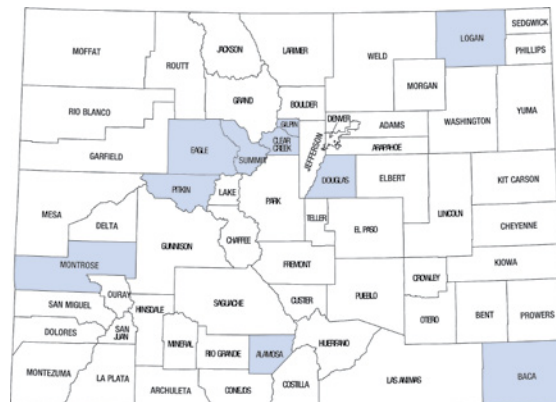 MOFFAT
ROUTT
JACKSON
LARIMER
WELD
LOGAN
SEDGWICK
PHILLIPS
MORGAN
RIO BLANCO
GRAND
BOULDER
WASHINGTON
YUMA
GILPIN
DENVER
ADAMS
GARFIELD
EAGLE
SUMMIT
CLEAR
CREEK
JEFFERSON
ARAPAHOE
DOUGLAS
ELBERT
KIT CARSON
PITKIN
LAKE
PARK
LINCOLN
MESA
DELTA
GUNNISON
CHAFFEE
TELLER
EL PASO
CHEYENNE
MONTROSE
FREMONT
KIOWA
OURAY
CROWLEY
SAN MIGUEL
HINSDALE
SAGUACHE
CUSTER
PUEBLO
OTERO
BENT
PROWERS
DOLORES
SAN
JUAN
MINERAL
RIO GRANDE
ALAMOSA
HUERFANO
MONTEZUMA
LA PLATA
ARCHULETA
CONEJOS
COSTILLA
LAS ANIMAS
BACA